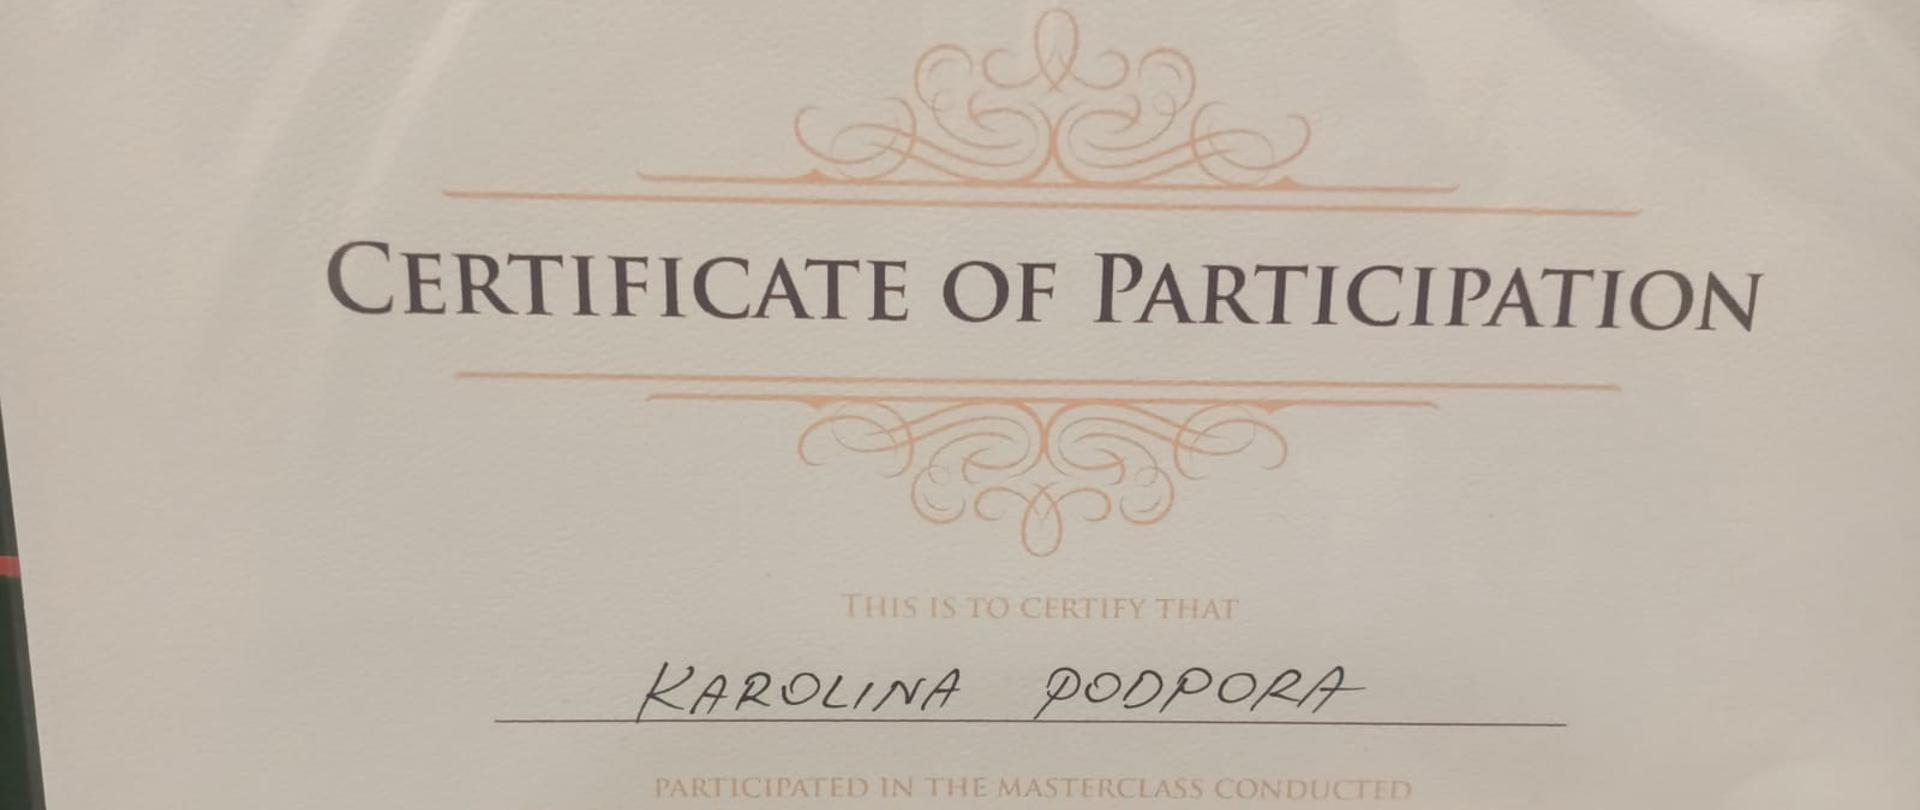 Certificate of Participation
This is to certify that
KAROLINA PODPORA
participated in the masterclass conducted